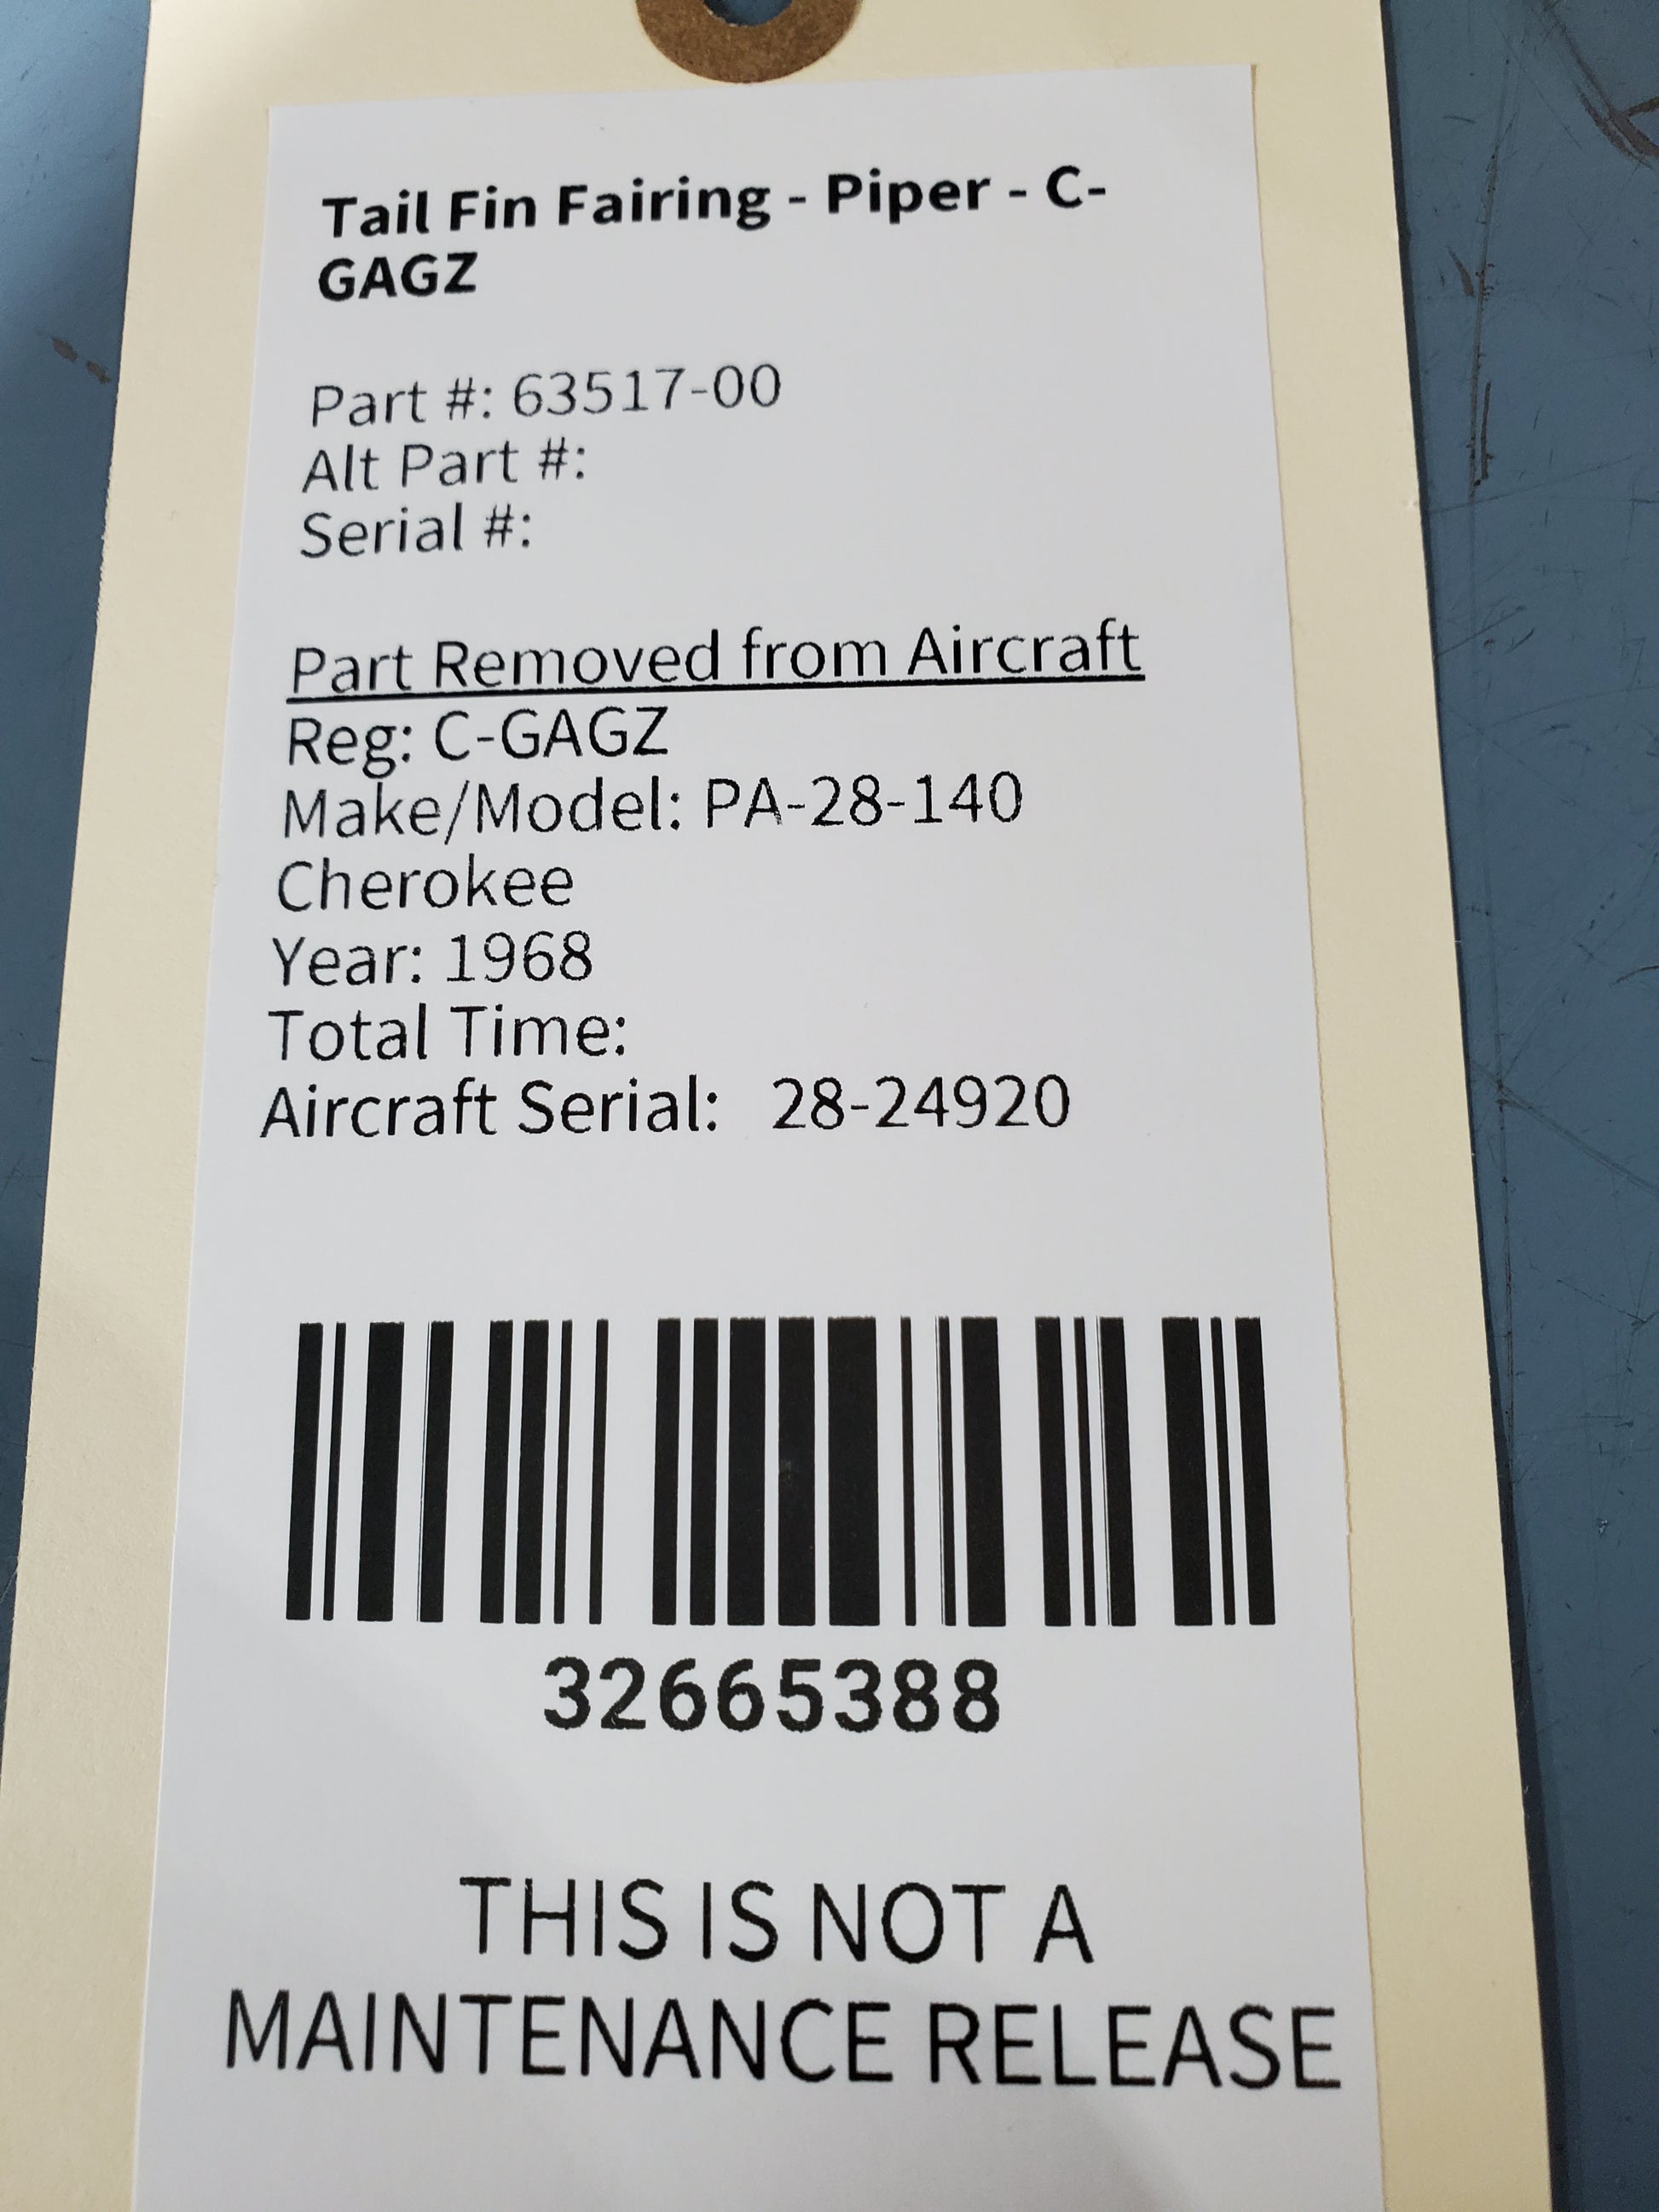 Tail Fin Fairing - Piper - C-
GAGZ
Part #: 63517-00
Alt Part #:
Serial #:
Part Removed from Aircraft
Reg: C-GAGZ
Make/Model: PA-28-140
Cherokee
Year: 1968
Total Time:
Aircraft Serial: 28-24920
32665388
THIS IS NOT A
MAINTENANCE RELEASE